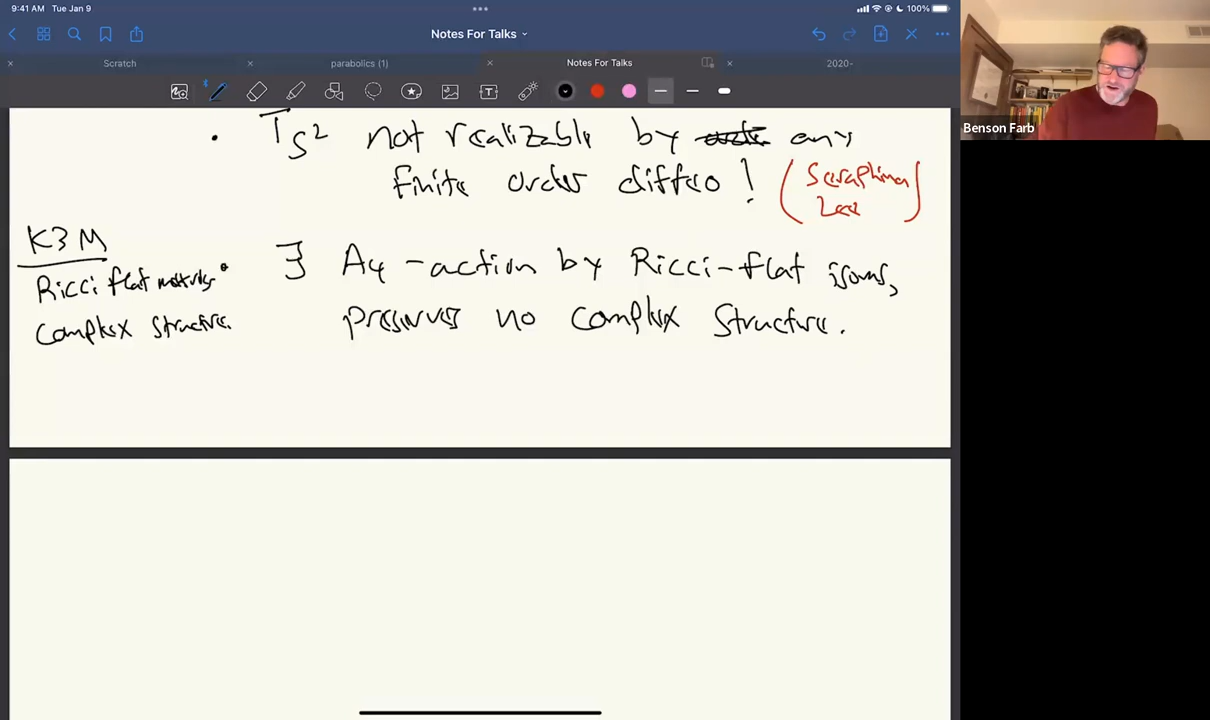 9:41 AM Tue Jan 9
100%
Notes For Talks
Scratch
parabolics (1)
Notes For Talks
2020-
Benson Farb
· T_S² not realizable by any
finite order diffeo! (Seraphina
Lee)
K3 M
Ricci flat metrics
complex structure.
∃ A4-action by Ricci-flat isoms,
preserves no complex structure.